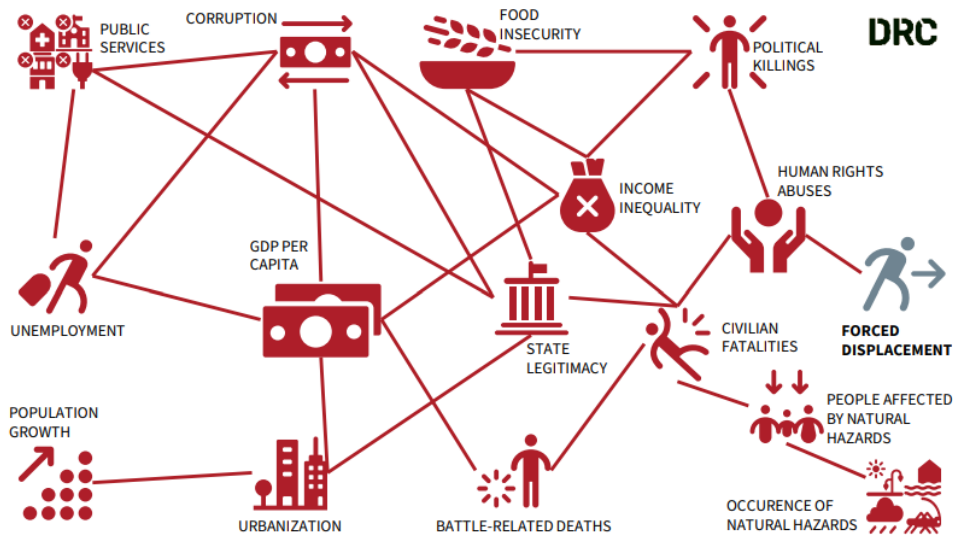 PUBLIC
SERVICES
CORRUPTION
FOOD
INSECURITY
POLITICAL
KILLINGS
DRC
HUMAN RIGHTS
ABUSES
INCOME
INEQUALITY
GDP PER
CAPITA
UNEMPLOYMENT
STATE
LEGITIMACY
CIVILIAN
FATALITIES
FORCED
DISPLACEMENT
POPULATION
GROWTH
PEOPLE AFFECTED
BY NATURAL
HAZARDS
URBANIZATION
BATTLE-RELATED DEATHS
OCCURENCE OF
NATURAL HAZARDS